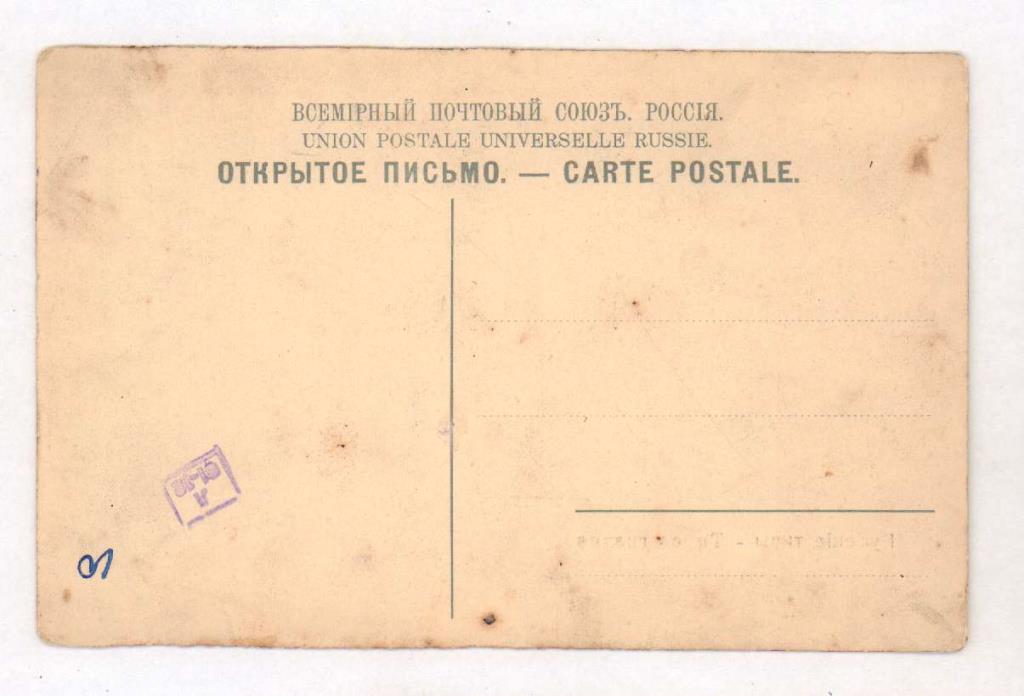 ВСЕМІРНЫЙ ПОЧТОВЫЙ СОЮЗЪ. РОССІЯ.
UNION POSTALE UNIVERSELLE RUSSIE.
ОТКРЫТОЕ ПИСЬМО. — CARTE POSTALE.